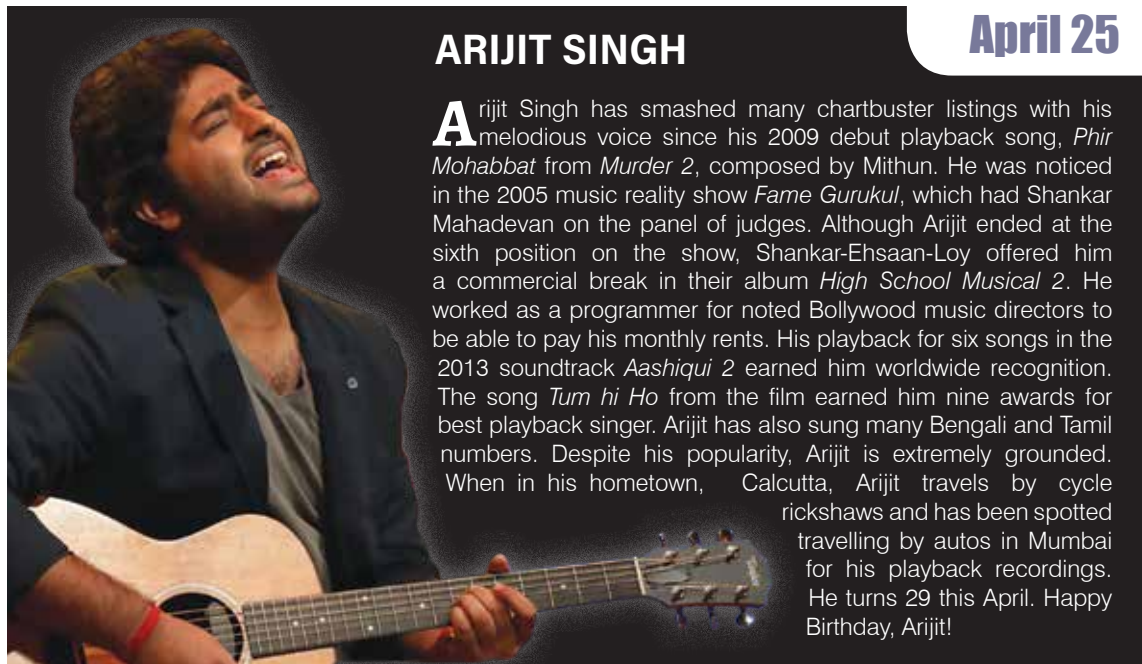 April 25
ARIJIT SINGH
Arijit Singh has smashed many chartbuster listings with his
melodious voice since his 2009 debut playback song, Phir
Mohabbat from Murder 2, composed by Mithun. He was noticed
in the 2005 music reality show Fame Gurukul, which had Shankar
Mahadevan on the panel of judges. Although Arijit ended at the
sixth position on the show, Shankar-Ehsaan-Loy offered him
a commercial break in their album High School Musical 2. He
worked as a programmer for noted Bollywood music directors to
be able to pay his monthly rents. His playback for six songs in the
2013 soundtrack Aashiqui 2 earned him worldwide recognition.
The song Tum hi Ho from the film earned him nine awards for
best playback singer. Arijit has also sung many Bengali and Tamil
numbers. Despite his popularity, Arijit is extremely grounded.
When in his hometown, Calcutta, Arijit travels by cycle
rickshaws and has been spotted
travelling by autos in Mumbai
for his playback recordings.
He turns 29 this April. Happy
Birthday, Arijit!